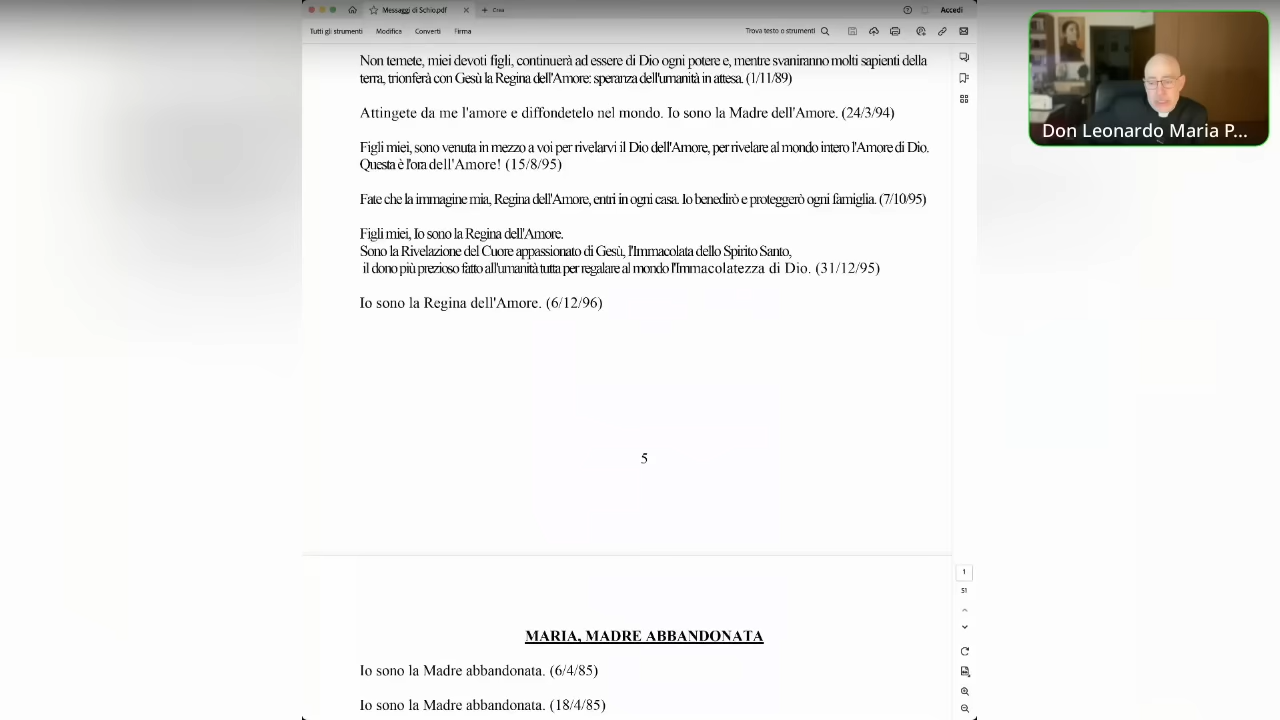 Messaggi di Schio.pdf
Crea
Accedi
Tutti gli strumenti Modifica Converti Firma
Trova testo o strumenti
Non temete, miei devoti figli, continuerà ad essere di Dio ogni potere e, mentre svaniranno molti sapienti della
terra, trionferà con Gesù la Regina dell'Amore: speranza dell'umanità in attesa. (1/11/89)
Attingete da me l'amore e diffondetelo nel mondo. Io sono la Madre dell'Amore. (24/3/94)
Figli miei, sono venuta in mezzo a voi per rivelarvi il Dio dell'Amore, per rivelare al mondo intero l'Amore di Dio.
Questa è l'ora dell'Amore! (15/8/95)
Fate che la immagine mia, Regina dell'Amore, entri in ogni casa. Io benedirò e proteggerò ogni famiglia. (7/10/95)
Figli miei, Io sono la Regina dell'Amore.
Sono la Rivelazione del Cuore appassionato di Gesù, l'Immacolata dello Spirito Santo,
il dono più prezioso fatto all'umanità tutta per regalare al mondo l'Immacolatezza di Dio. (31/12/95)
Io sono la Regina dell'Amore. (6/12/96)
5
MARIA, MADRE ABBANDONATA
Io sono la Madre abbandonata. (6/4/85)
Io sono la Madre abbandonata. (18/4/85)
1
51
Don Leonardo Maria P...